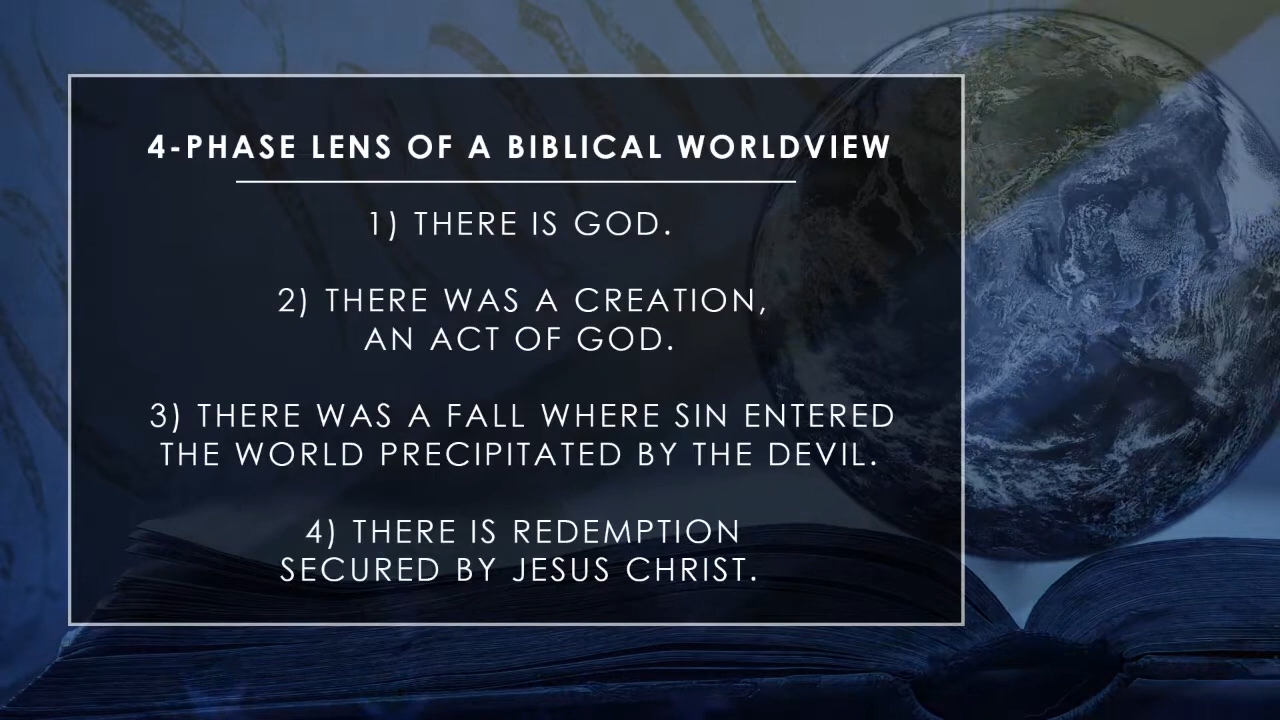 4-PHASE LENS OF A BIBLICAL WORLDVIEW
1) THERE IS GOD.
2) THERE WAS A CREATION,
AN ACT OF GOD.
3) THERE WAS A FALL WHERE SIN ENTERED
THE WORLD PRECIPITATED BY THE DEVIL.
4) THERE IS REDEMPTION
SECURED BY JESUS CHRIST.